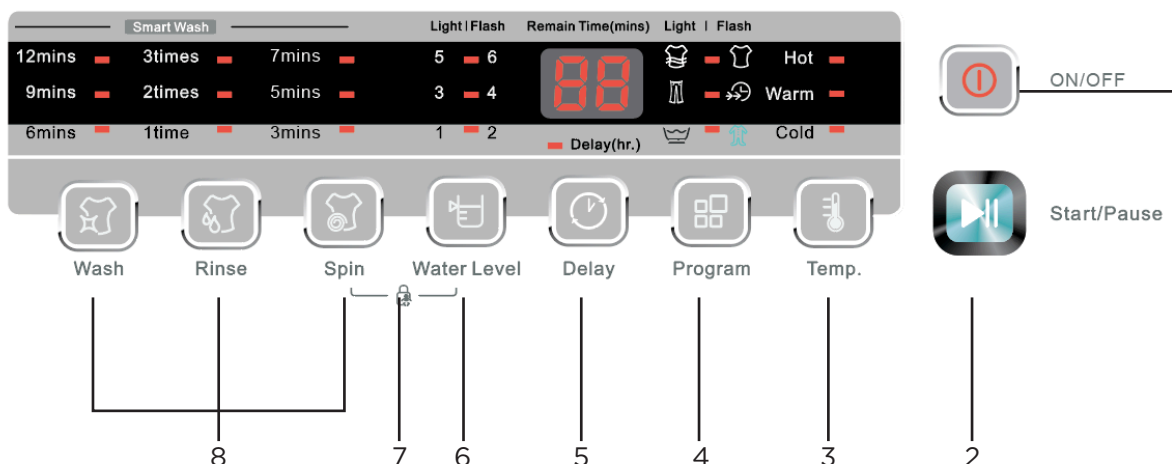 Smart Wash Light | Flash Remain Time(mins) Light | Flash
12mins 3times 7mins 5 6 88 Hot
9mins 2times 5mins 3 4 Warm
6mins 1time 3mins 1 2 Delay(hr.) Cold
ON/OFF
Start/Pause
Wash Rinse Spin Water Level Delay Program Temp.
8 7 6 5 4 3 2